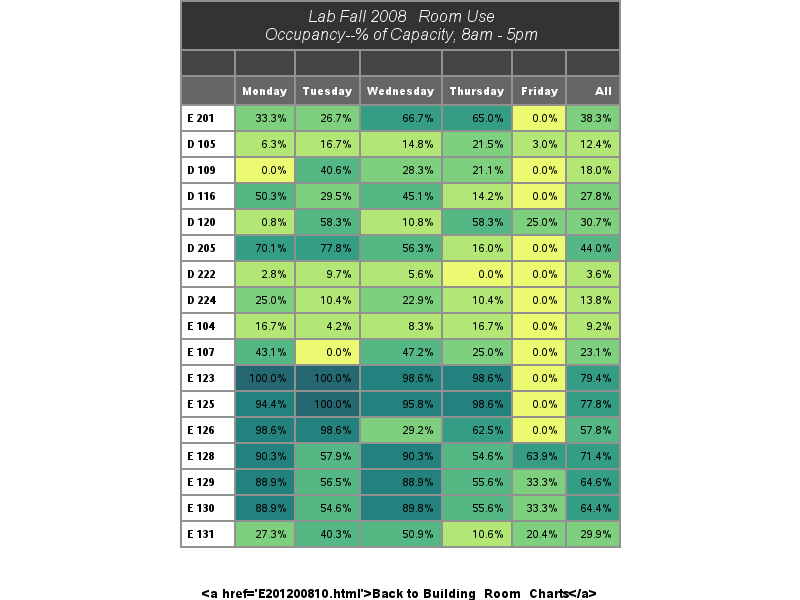 Lab Fall 2008 Room Use
Occupancy--% of Capacity, 8am - 5pm
Monday Tuesday Wednesday Thursday Friday All
E 201 33.3% 26.7% 66.7% 65.0% 0.0% 38.3%
D 105 6.3% 16.7% 14.8% 21.5% 3.0% 12.4%
D 109 0.0% 40.6% 28.3% 21.1% 0.0% 18.0%
D 116 50.3% 29.5% 45.1% 14.2% 0.0% 27.8%
D 120 0.8% 58.3% 10.8% 58.3% 25.0% 30.7%
D 205 70.1% 77.8% 56.3% 16.0% 0.0% 44.0%
D 222 2.8% 9.7% 5.6% 0.0% 0.0% 3.6%
D 224 25.0% 10.4% 22.9% 10.4% 0.0% 13.8%
E 104 16.7% 4.2% 8.3% 16.7% 0.0% 9.2%
E 107 43.1% 0.0% 47.2% 25.0% 0.0% 23.1%
E 123 100.0% 100.0% 98.6% 98.6% 0.0% 79.4%
E 125 94.4% 100.0% 95.8% 98.6% 0.0% 77.8%
E 126 98.6% 98.6% 29.2% 62.5% 0.0% 57.8%
E 128 90.3% 57.9% 90.3% 54.6% 63.9% 71.4%
E 129 88.9% 56.5% 88.9% 55.6% 33.3% 64.6%
E 130 88.9% 54.6% 89.8% 55.6% 33.3% 64.4%
E 131 27.3% 40.3% 50.9% 10.6% 20.4% 29.9%
<a href='E201200810.html'>Back to Building Room Charts</a>